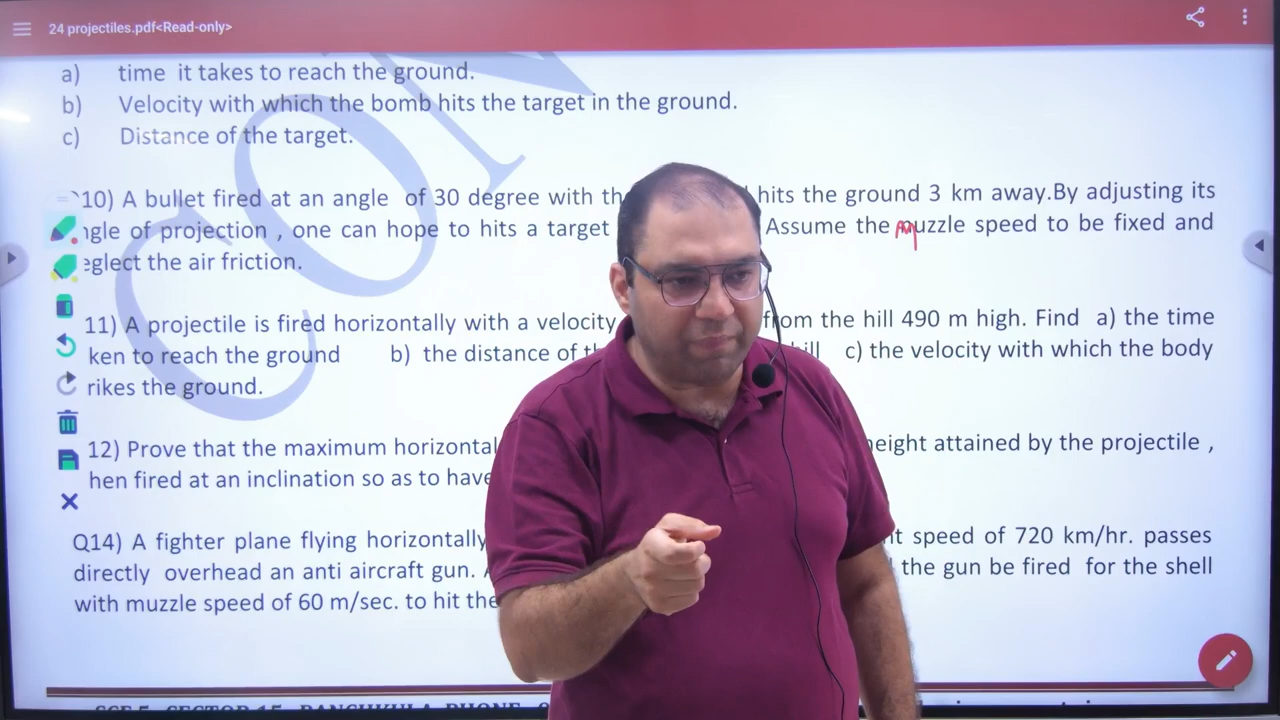 24 projectiles.pdf<Read-only>
a) time it takes to reach the ground.
b) Velocity with which the bomb hits the target in the ground.
c) Distance of the target.
10) A bullet fired at an angle of 30 degree with hits the ground 3 km away.By adjusting its
of projection , one can hope to hits a target Assume the muzzle speed to be fixed and
eglect the air friction.
11) A projectile is fired horizontally with a velocity from the hill 490 m high. Find a) the time
ken to reach the ground b) the distance of c) the velocity with which the body
rikes the ground.
12) Prove that the maximum horizontal attained by the projectile ,
hen fired at an inclination so as to have
Q14) A fighter plane flying horizontally speed of 720 km/hr. passes
directly overhead an anti aircraft gun. the gun be fired for the shell
with muzzle speed of 60 m/sec. to hit the
CON